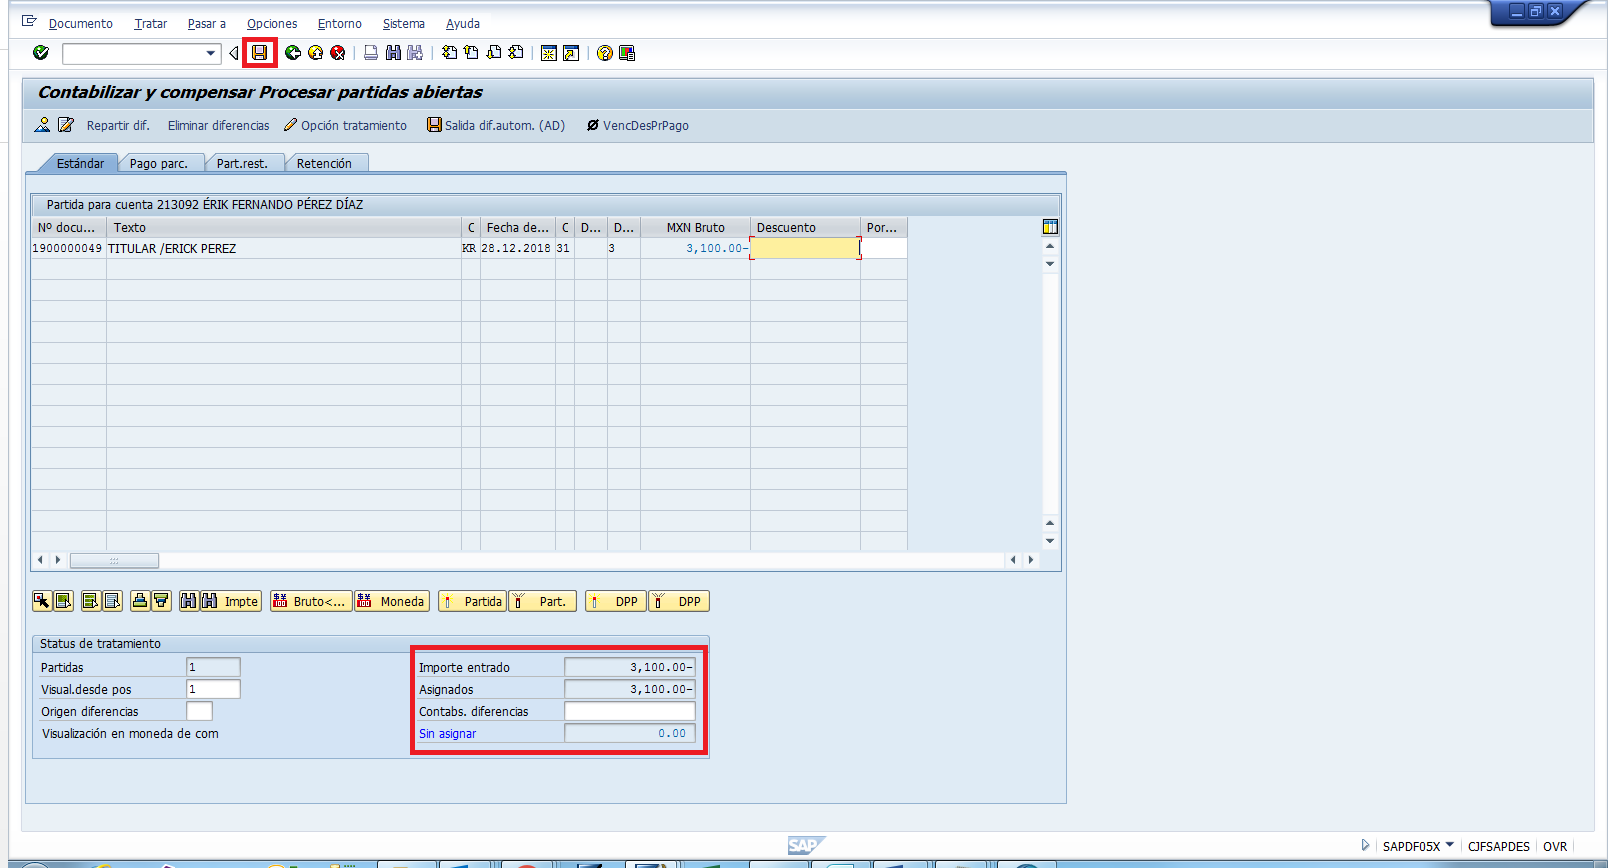 Documento Tratar Pasar a Opciones Entorno Sistema Ayuda
Contabilizar y compensar Procesar partidas abiertas
Repartir dif. Eliminar diferencias Opción tratamiento Salida dif.autom. (AD) VencDesPrPago
Estándar Pago parc. Part.rest. Retención
Partida para cuenta 213092 ÉRIK FERNANDO PÉREZ DÍAZ
Nº docu... Texto C Fecha de... C D... D... MXN Bruto Descuento Por...
1900000049 TITULAR /ERICK PEREZ KR 28.12.2018 31 3 3,100.00-
Impte Bruto<... Moneda Partida Part. DPP DPP
Status de tratamiento
Partidas 1 Importe entrado 3,100.00-
Visual.desde pos 1 Asignados 3,100.00-
Origen diferencias Contabs. diferencias
Visualización en moneda de com Sin asignar 0.00
SAP SAPDF05X CJFSAPDES OVR